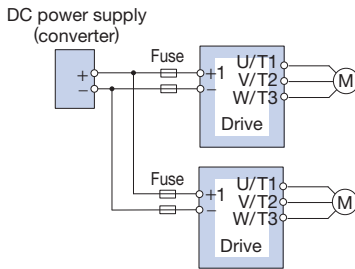 DC power supply
(converter)
+
−
Fuse
+1
−
U/T1
V/T2
W/T3
Drive
M
Fuse
+1
−
U/T1
V/T2
W/T3
Drive
M